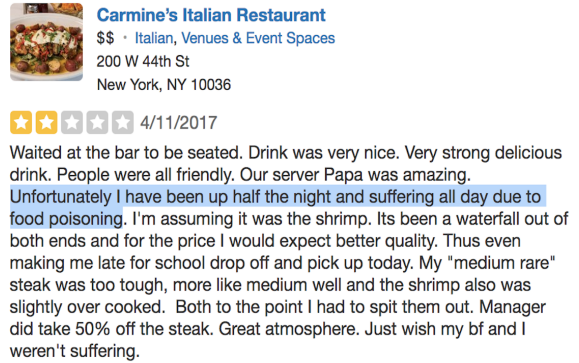 Carmine's Italian Restaurant
$$ · Italian, Venues & Event Spaces
200 W 44th St
New York, NY 10036
4/11/2017
Waited at the bar to be seated. Drink was very nice. Very strong delicious
drink. People were all friendly. Our server Papa was amazing.
Unfortunately I have been up half the night and suffering all day due to
food poisoning. I'm assuming it was the shrimp. Its been a waterfall out of
both ends and for the price I would expect better quality. Thus even
making me late for school drop off and pick up today. My "medium rare"
steak was too tough, more like medium well and the shrimp also was
slightly over cooked.  Both to the point I had to spit them out. Manager
did take 50% off the steak. Great atmosphere. Just wish my bf and I
weren't suffering.